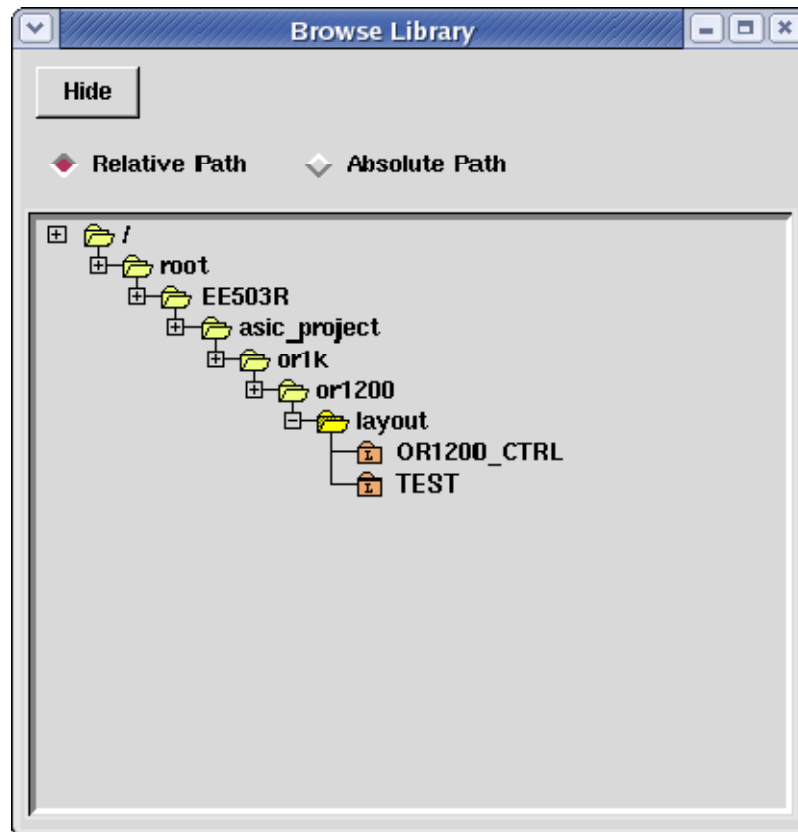 Browse Library
Hide
Relative Path Absolute Path
/
root
EE503R
asic_project
or1k
or1200
layout
L OR1200_CTRL
L TEST